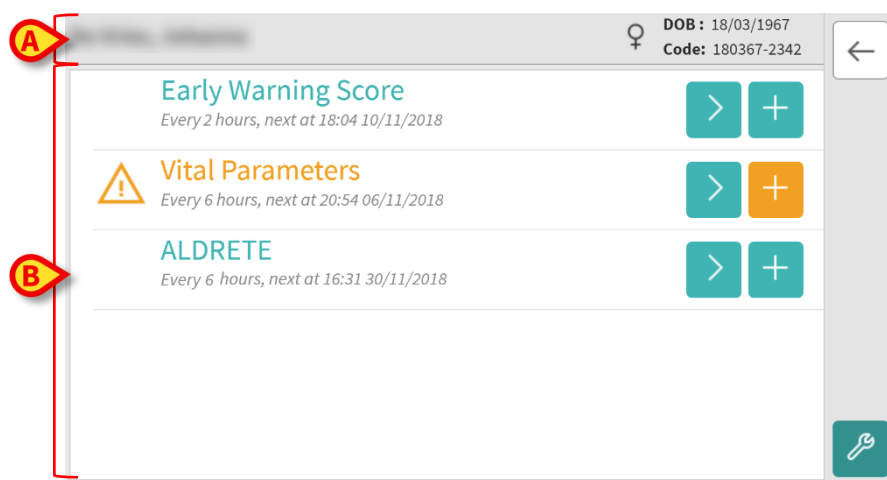 A
DOB : 18/03/1967
Code: 180367-2342
B
Early Warning Score
Every 2 hours, next at 18:04 10/11/2018
Vital Parameters
Every 6 hours, next at 20:54 06/11/2018
ALDRETE
Every 6 hours, next at 16:31 30/11/2018